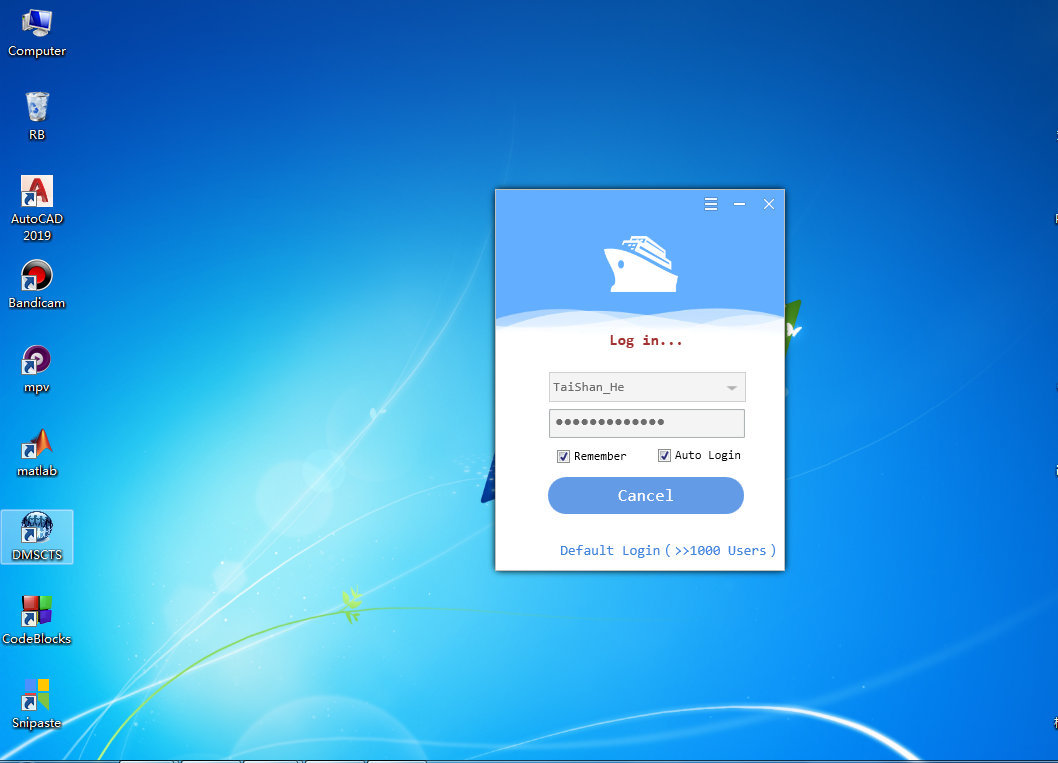 Computer
RB
AutoCAD
2019
Bandicam
mpv
matlab
DMSCTS
CodeBlocks
Snipaste
Log in...
TaiShan_He
Remember
Auto Login
Cancel
Default Login(>>1000 Users)